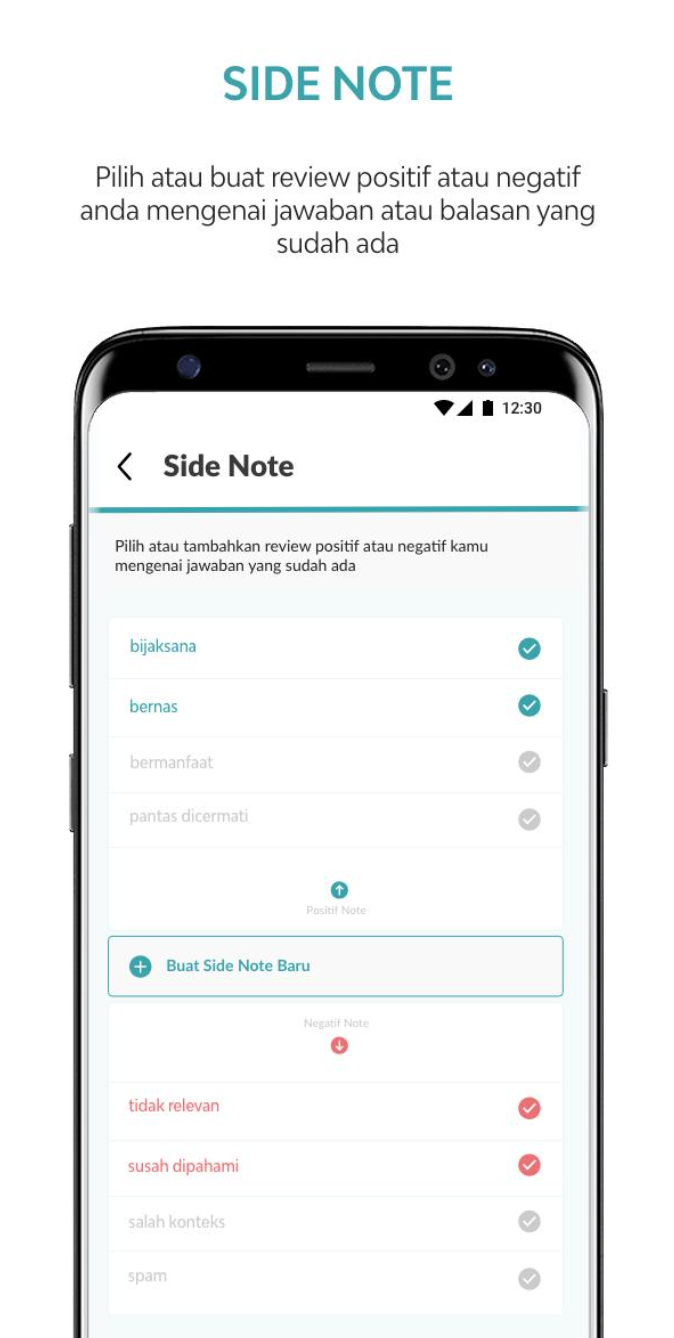 SIDE NOTE
Pilih atau buat review positif atau negatif
anda mengenai jawaban atau balasan yang
sudah ada
12:30
Side Note
Pilih atau tambahkan review positif atau negatif kamu
mengenai jawaban yang sudah ada
bijaksana
bernas
bermanfaat
pantas dicermati
Positif Note
Buat Side Note Baru
Negatif Note
tidak relevan
susah dipahami
salah konteks
spam